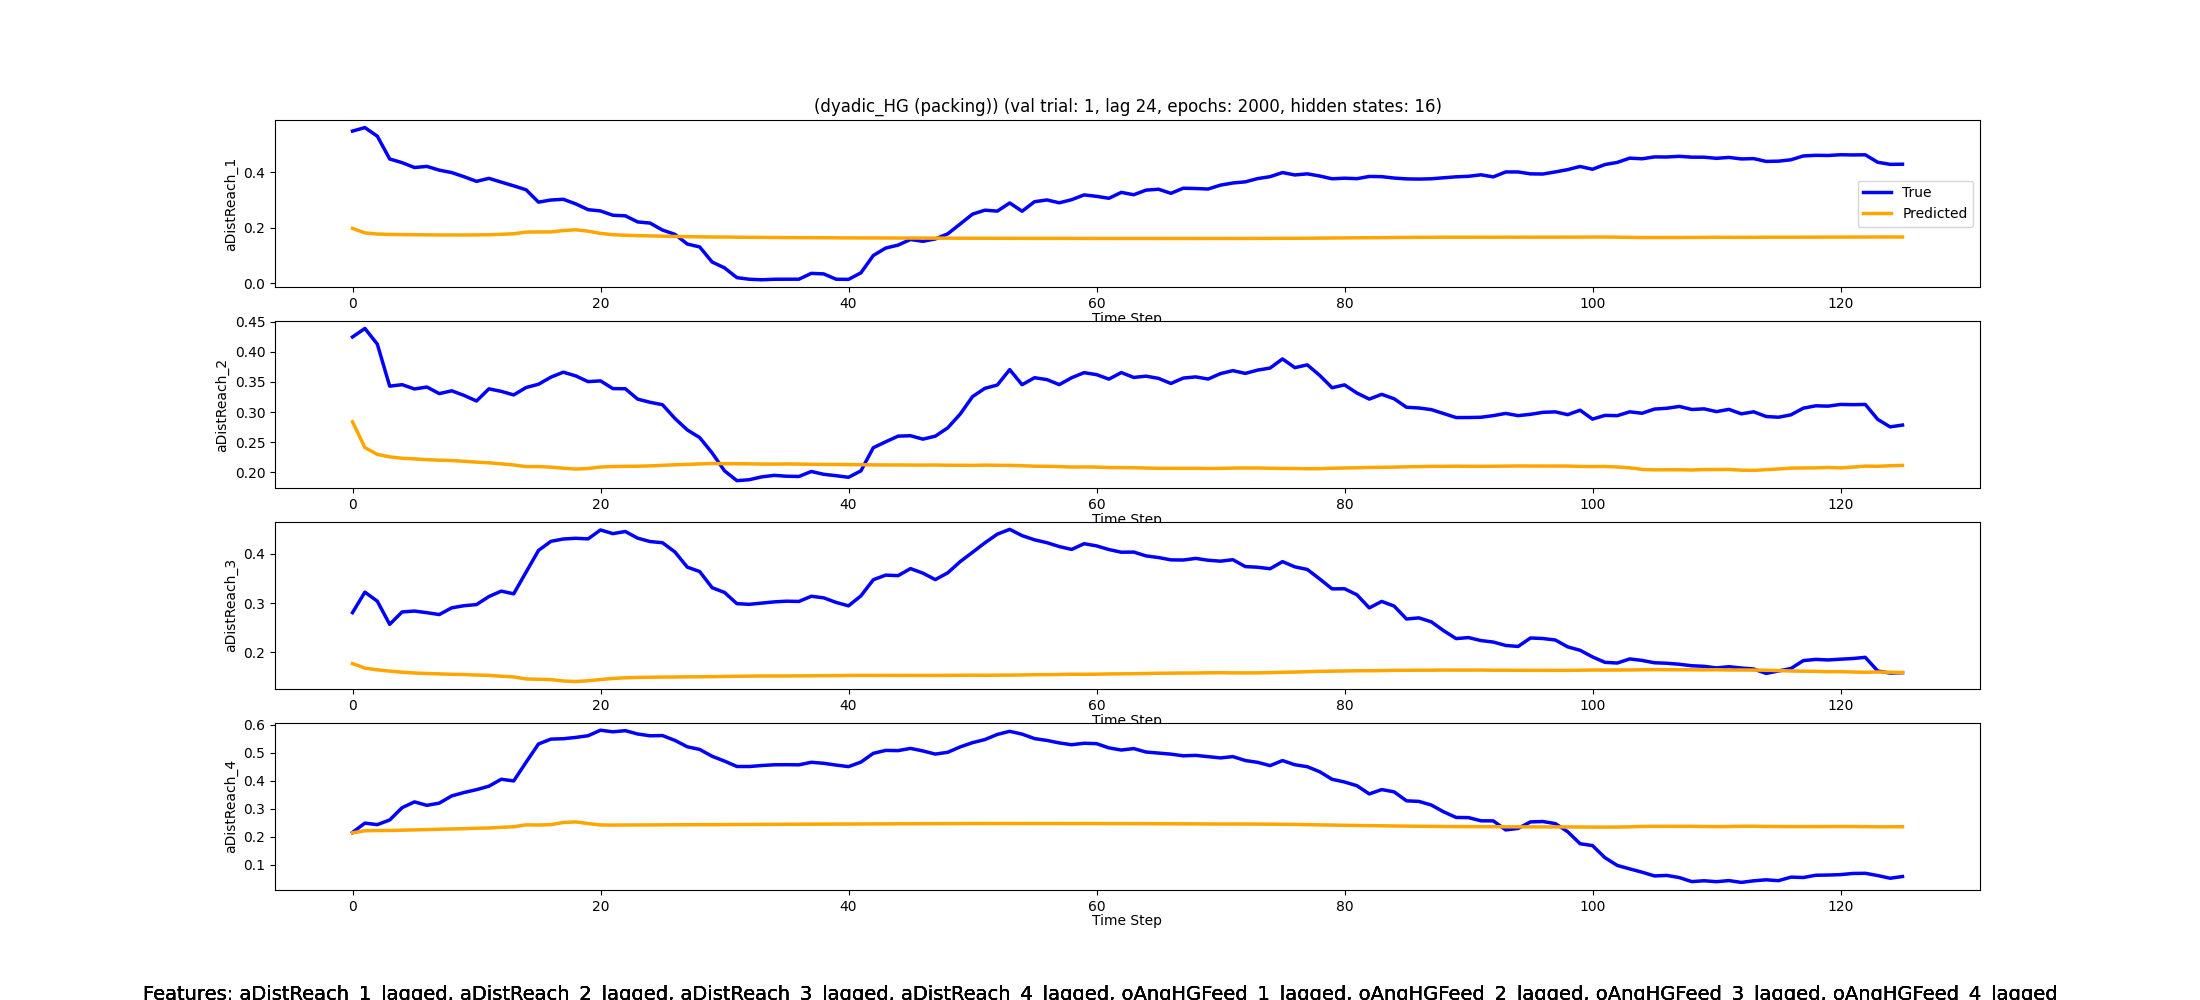 (dyadic_HG (packing)) (val trial: 1, lag 24, epochs: 2000, hidden states: 16)
aDistReach_1
0.4
0.2
0.0
True
Predicted
0 20 40 60 80 100 120
Time Step
aDistReach_2
0.45
0.40
0.35
0.30
0.25
0.20
0 20 40 60 80 100 120
Time Step
aDistReach_3
0.4
0.3
0.2
0 20 40 60 80 100 120
Time Step
aDistReach_4
0.6
0.5
0.4
0.3
0.2
0.1
0 20 40 60 80 100 120
Time Step
Features: aDistReach_1_lagged, aDistReach_2_lagged, aDistReach_3_lagged, aDistReach_4_lagged, oAngHGFeed_1_lagged, oAngHGFeed_2_lagged, oAngHGFeed_3_lagged, oAngHGFeed_4_lagged